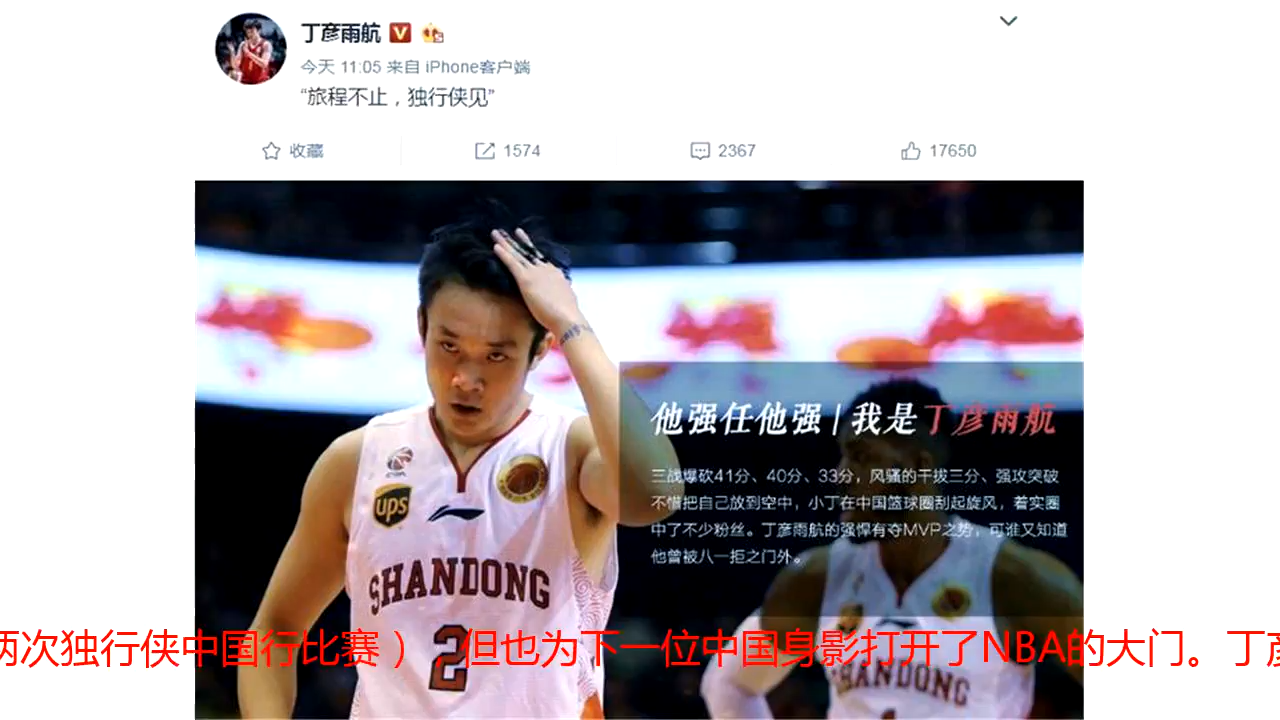 丁彦雨航
今天 11:05 来自 iPhone客户端
“旅程不止，独行侠见”
收藏
1574
2367
17650
他强任他强 | 我是丁彦雨航
三战爆砍41分、40分、33分，风骚的干拔三分、强攻突破
不惜把自己放到空中，小丁在中国篮球圈刮起旋风，着实圈
中了不少粉丝。丁彦雨航的强悍有夺MVP之势，可谁又知道
他曾被八一拒之门外。
ups
SHANDONG
2
HANDONG
两次独行侠中国行比赛），但也为下一位中国身影打开了NBA的大门。丁彦